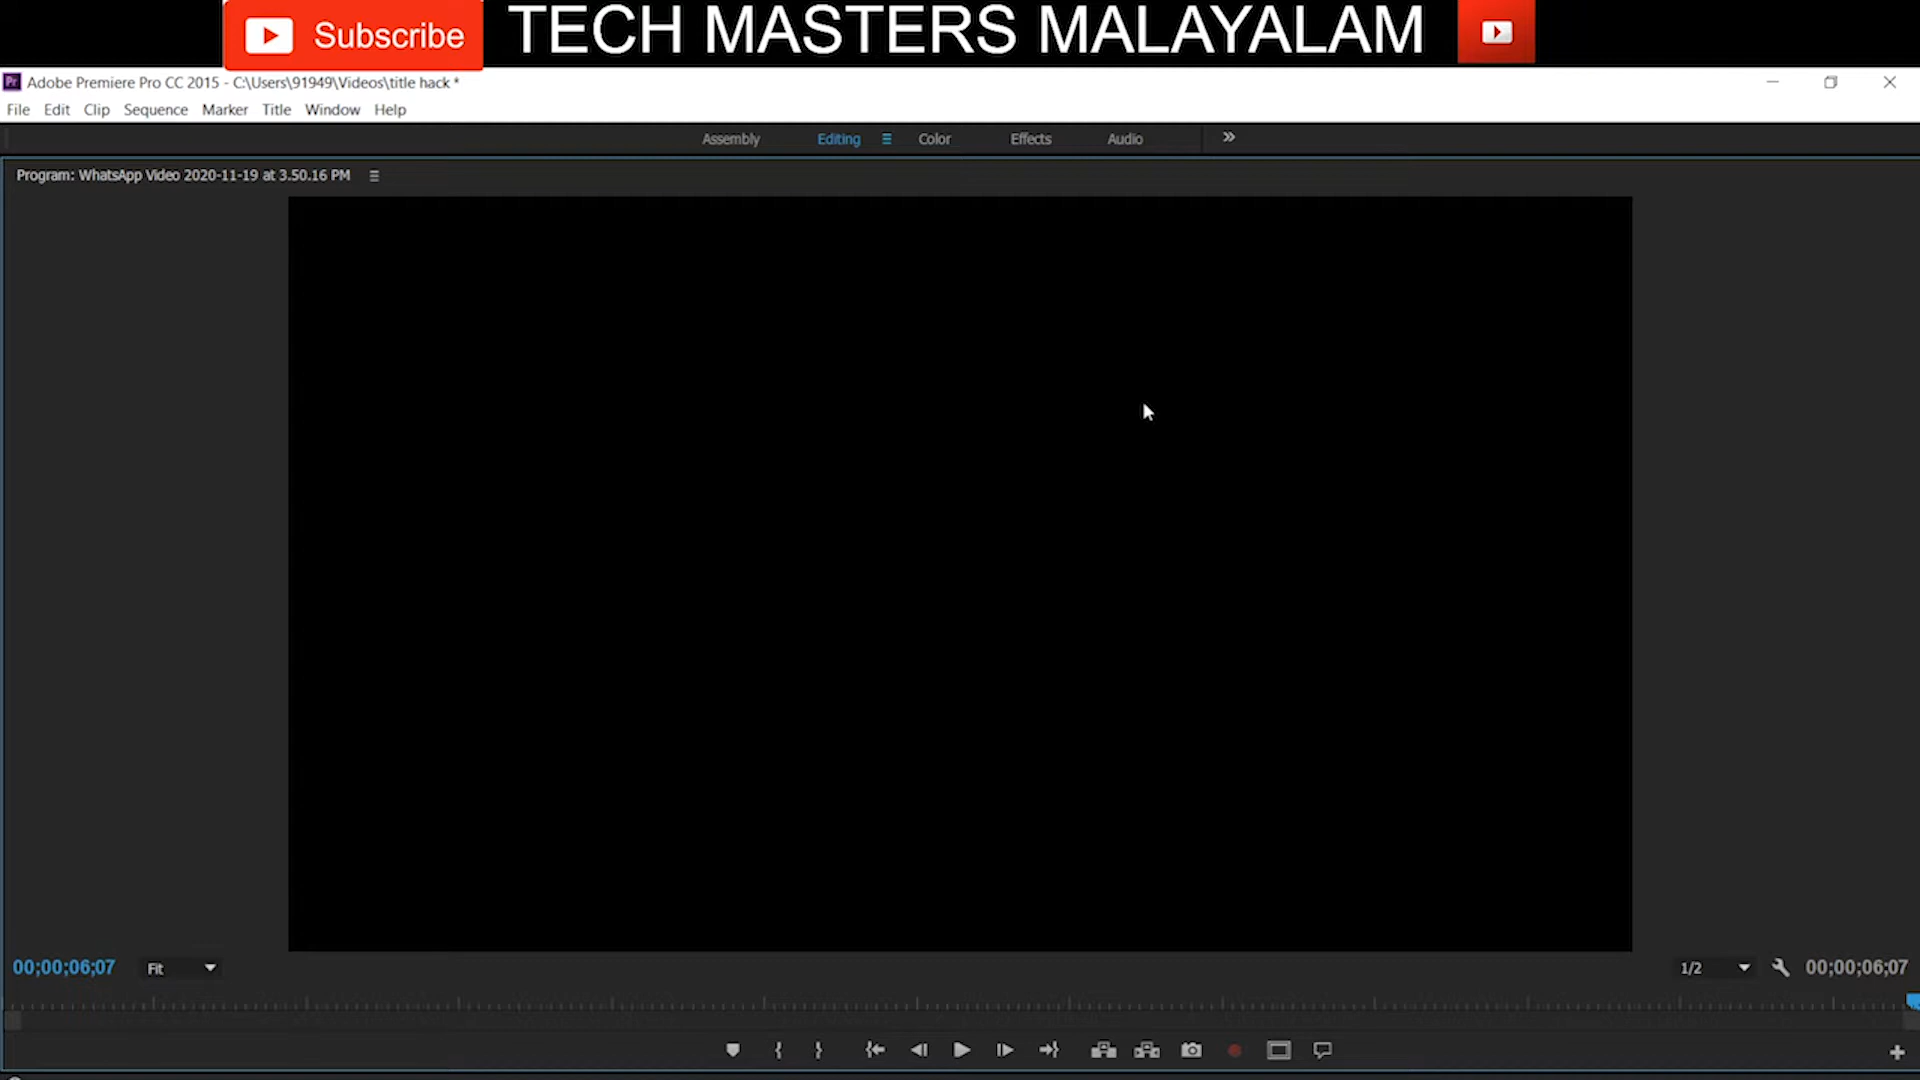 Subscribe TECH MASTERS MALAYALAM
Pr Adobe Premiere Pro CC 2015 - C:\Users\91949\Videos\title hack *
File Edit Clip Sequence Marker Title Window Help
Assembly Editing Color Effects Audio
Program: WhatsApp Video 2020-11-19 at 3.50.16 PM
00;00;06;07 Fit 1/2 00;00;06;07